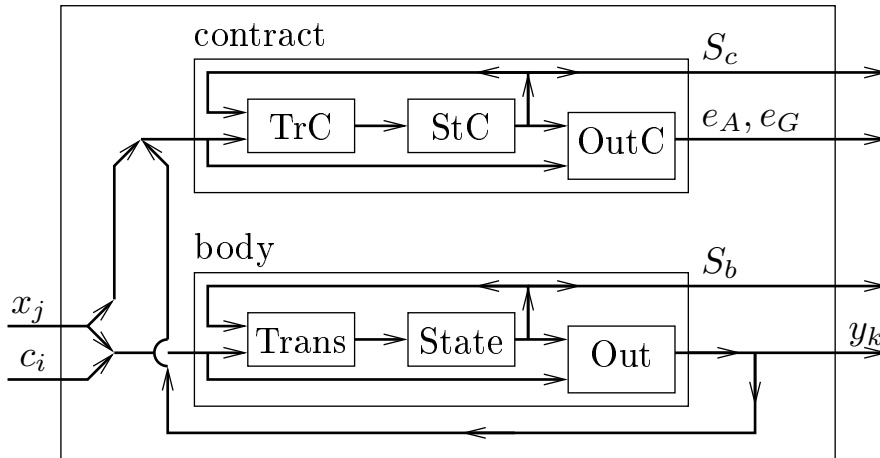 contract
S_c
TrC
StC
OutC
e_A, e_G
body
S_b
x_j
c_i
Trans
State
Out
y_k